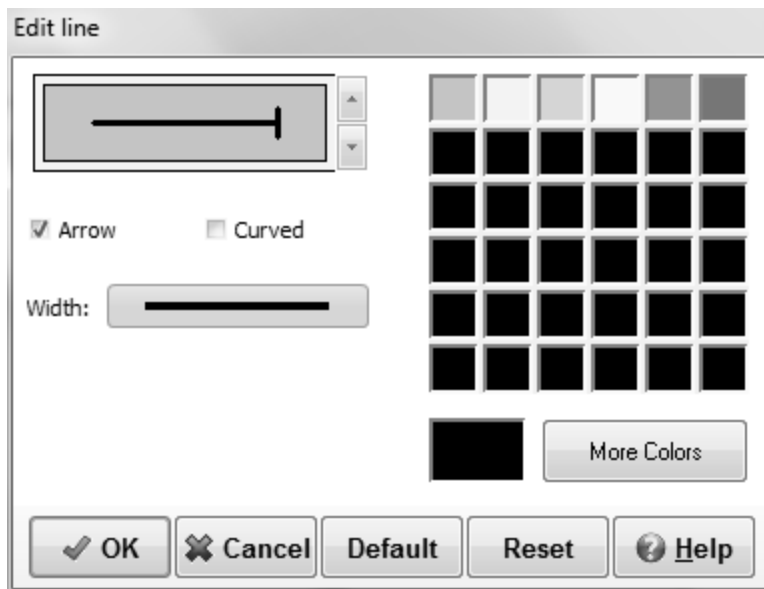 Edit line
Arrow
Curved
Width:
More Colors
OK
Cancel
Default
Reset
Help